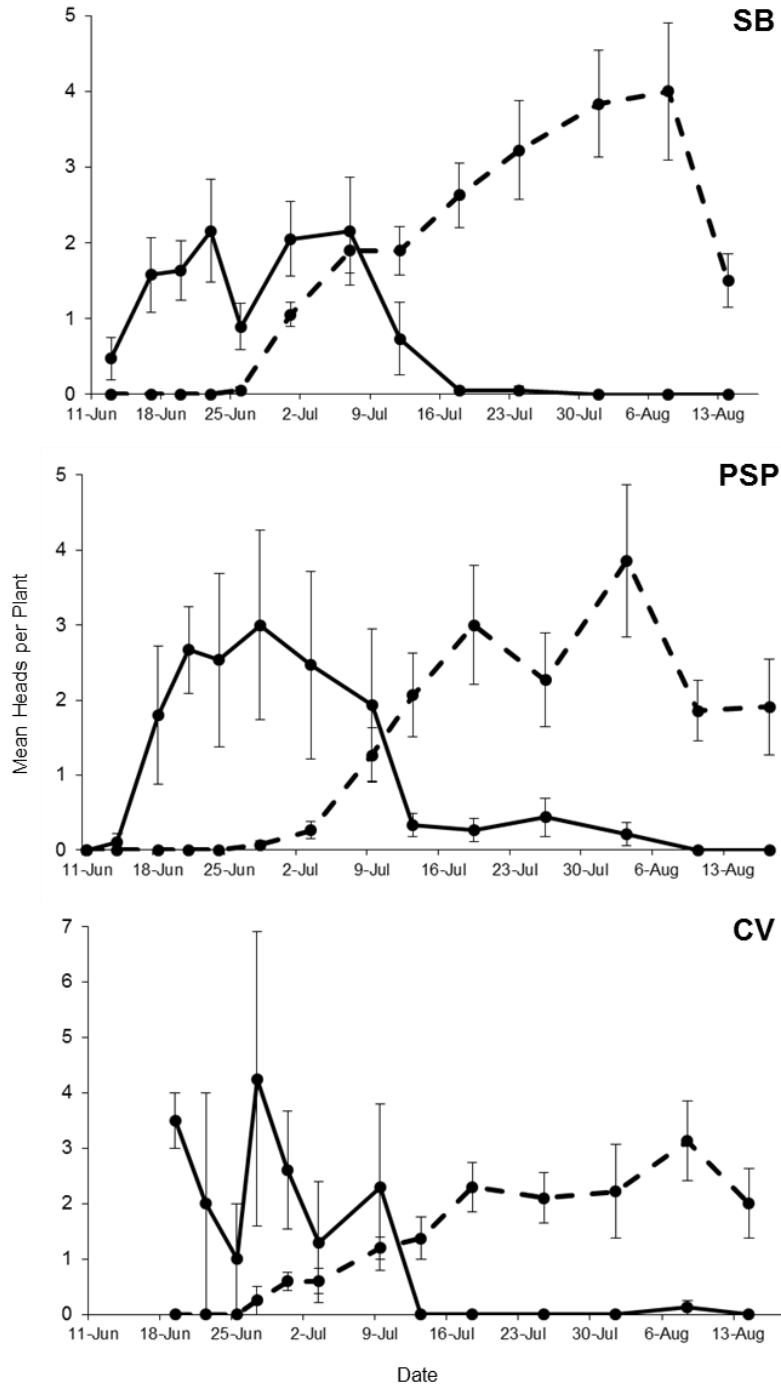 SB
5
4
3
2
1
0
11-Jun 18-Jun 25-Jun 2-Jul 9-Jul 16-Jul 23-Jul 30-Jul 6-Aug 13-Aug
PSP
5
4
3
2
1
0
11-Jun 18-Jun 25-Jun 2-Jul 9-Jul 16-Jul 23-Jul 30-Jul 6-Aug 13-Aug
Mean Heads per Plant
CV
7
6
5
4
3
2
1
0
11-Jun 18-Jun 25-Jun 2-Jul 9-Jul 16-Jul 23-Jul 30-Jul 6-Aug 13-Aug
Date